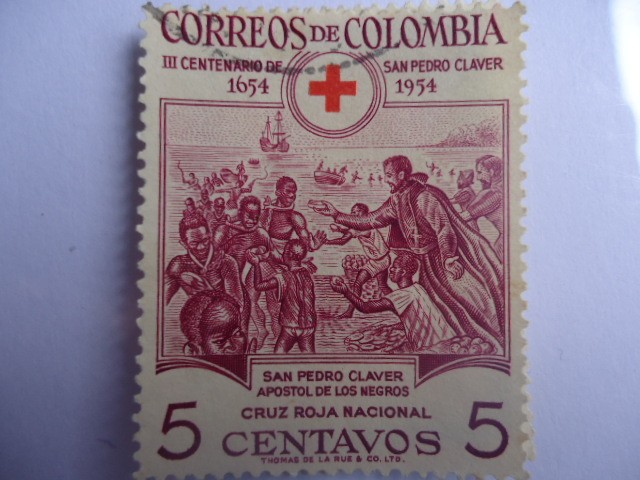 CORREOS DE COLOMBIA
III CENTENARIO DE SAN PEDRO CLAVER
1654 1954
SAN PEDRO CLAVER
APOSTOL DE LOS NEGROS
CRUZ ROJA NACIONAL
5 CENTAVOS 5
THOMAS DE LA RUE & CO. LTD.